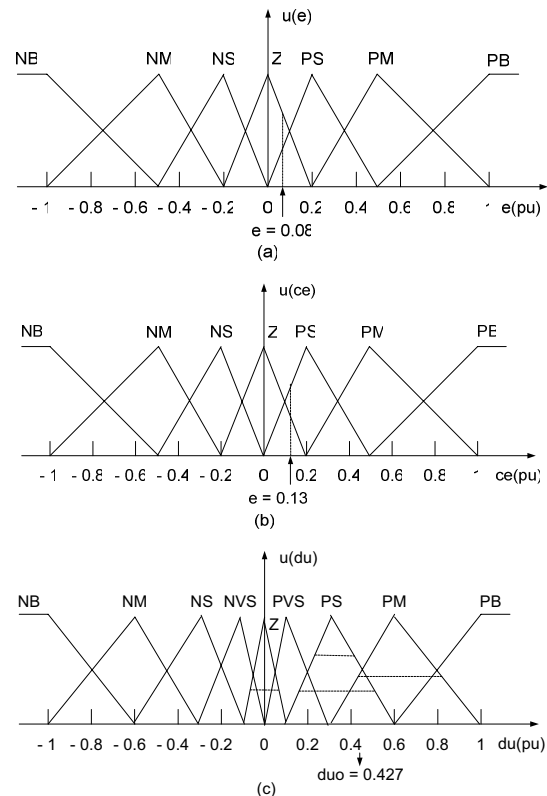 u(e)
NB NM NS Z PS PM PB
- 1 - 0.8 - 0.6 - 0.4 - 0.2 0 0.2 0.4 0.6 0.8 1 e(pu)
e = 0.08
(a)
u(ce)
NB NM NS Z PS PM PE
- 1 - 0.8 - 0.6 - 0.4 - 0.2 0 0.2 0.4 0.6 0.8 1 ce(pu)
e = 0.13
(b)
u(du)
NB NM NS NVS PVS PS PM PB
Z
- 1 - 0.8 - 0.6 - 0.4 - 0.2 0 0.2 0.4 0.6 0.8 1 du(pu)
duo = 0.427
(c)